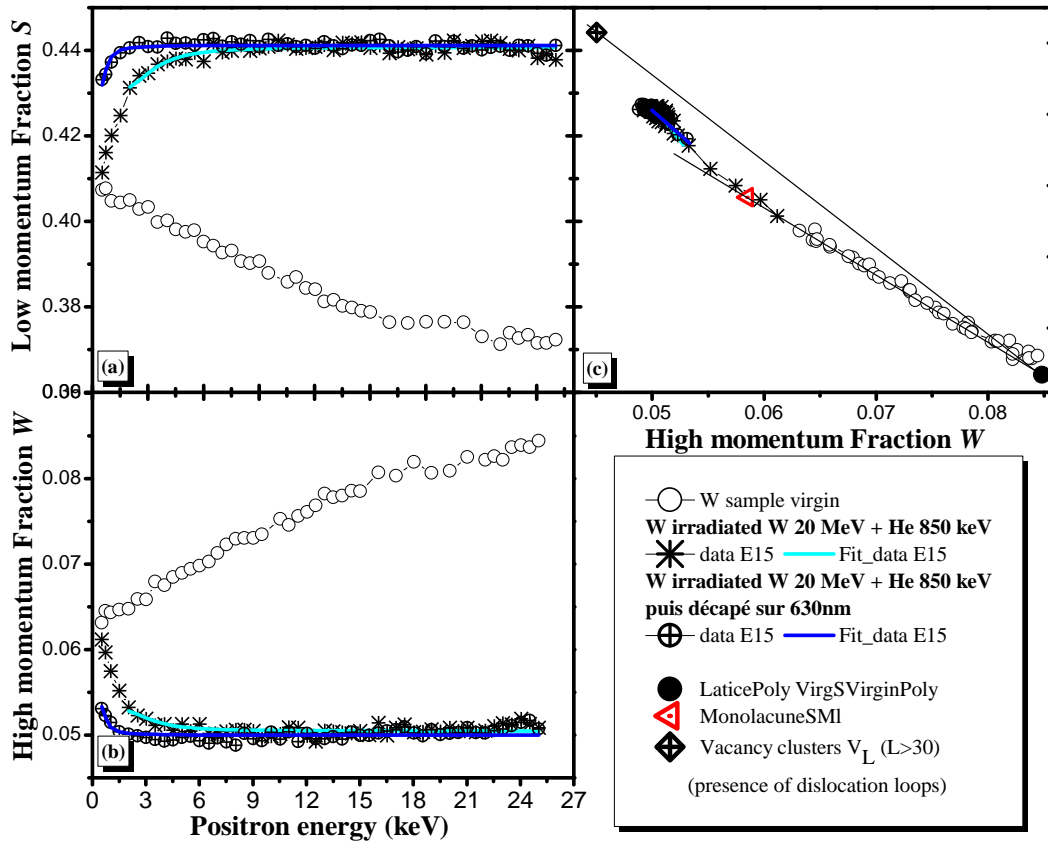 0.44
0.42
0.40
0.38
0.36
Low momentum Fraction S
(a)
(c)
0.05
0.06
0.07
0.08
High momentum Fraction W
0.08
0.07
0.06
0.05
High momentum Fraction W
(b)
0
3
6
9
12
15
18
21
24
27
Positron energy (keV)
W sample virgin
W irradiated W 20 MeV + He 850 keV
data E15 Fit_data E15
W irradiated W 20 MeV + He 850 keV
puis décapé sur 630nm
data E15 Fit_data E15
LaticePoly VirgSVirginPoly
MonolacuneSMl
Vacancy clusters V_L (L>30)
(presence of dislocation loops)